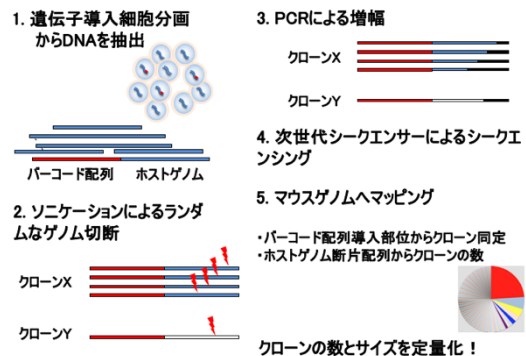 1. 遺伝子導入細胞分画
からDNAを抽出
バーコード配列 ホストゲノム
2. ソニケーションによるランダ
ムなゲノム切断
クローンX
クローンY
3. PCRによる増幅
クローンX
クローンY
4. 次世代シークエンサーによるシークエ
ンシング
5. マウスゲノムへマッピング
・バーコード配列導入部位からクローン同定
・ホストゲノム断片配列からクローンの数
クローンの数とサイズを定量化！